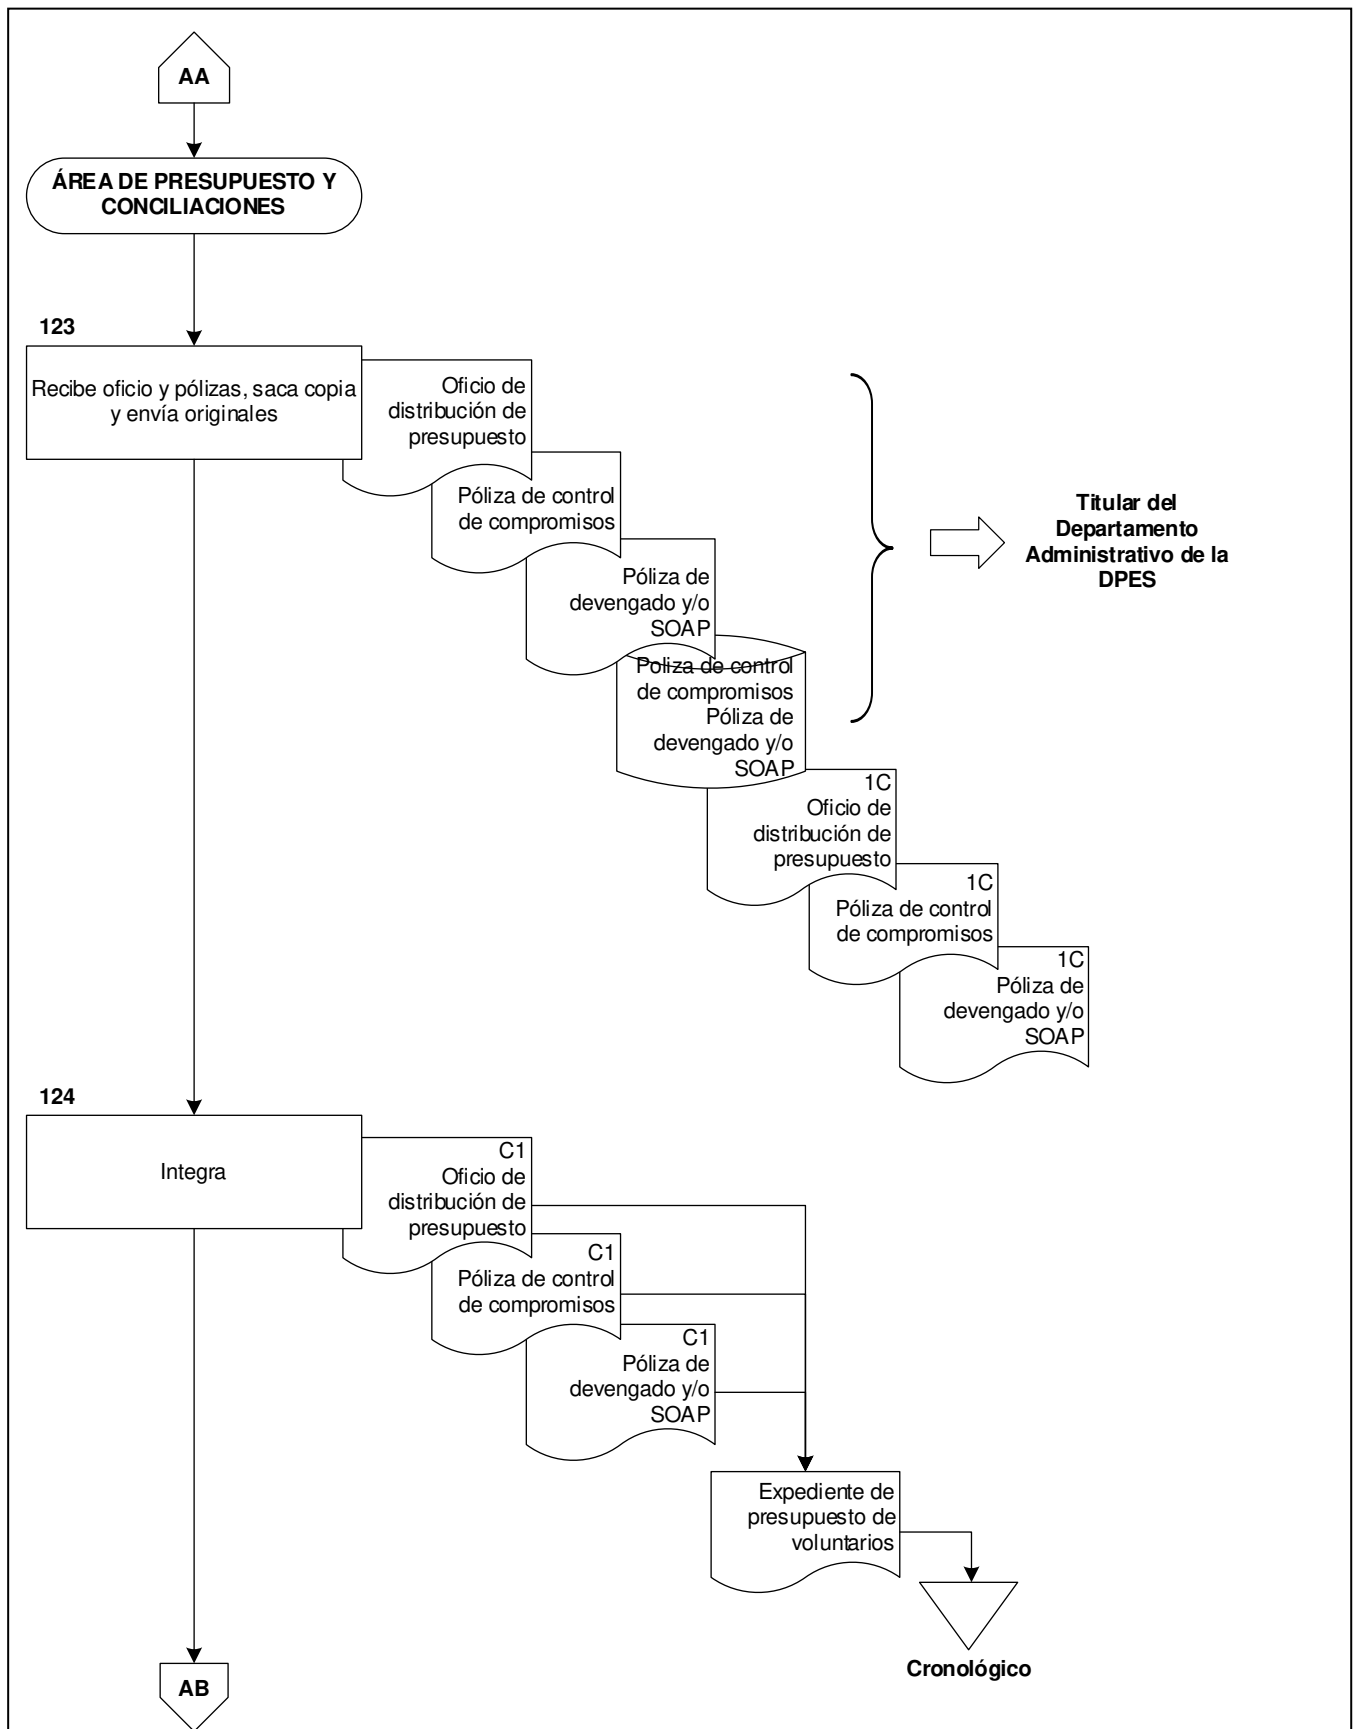 AA
ÁREA DE PRESUPUESTO Y
CONCILIACIONES
123
Recibe oficio y pólizas, saca copia
y envía originales
Oficio de
distribución de
presupuesto
Póliza de control
de compromisos
Póliza de
devengado y/o
SOAP
Poliza de control
de compromisos
Póliza de
devengado y/o
SOAP
1C
Oficio de
distribución de
presupuesto
1C
Póliza de control
de compromisos
1C
Póliza de
devengado y/o
SOAP
Titular del
Departamento
Administrativo de la
DPES
124
Integra
C1
Oficio de
distribución de
presupuesto
C1
Póliza de control
de compromisos
C1
Póliza de
devengado y/o
SOAP
Expediente de
presupuesto de
voluntarios
Cronológico
AB